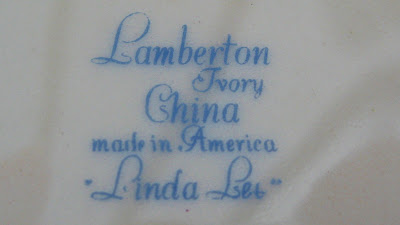 Lamberton
Ivory
China
made in America
"Linda Lee"